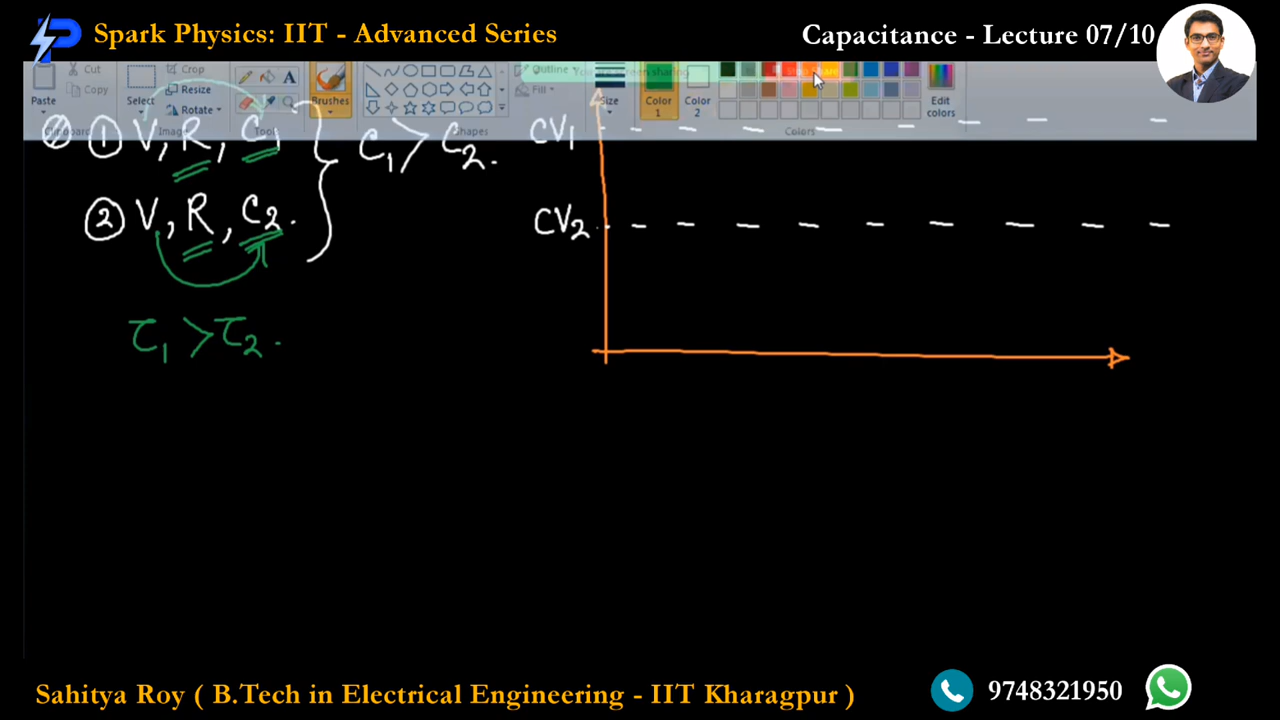 Spark Physics: IIT - Advanced Series
Capacitance - Lecture 07/10
Paste
Cut
Copy
Select
Crop
Resize
Rotate
Image
Tools
A
Brushes
Shapes
Outline
Fill
Size
Color 1
Color 2
Edit colors
Colors
① V, R, C1
C1 > C2.
② V, R, C2.
τ1 > τ2.
CV1
CV2
Sahitya Roy ( B.Tech in Electrical Engineering - IIT Kharagpur )
9748321950